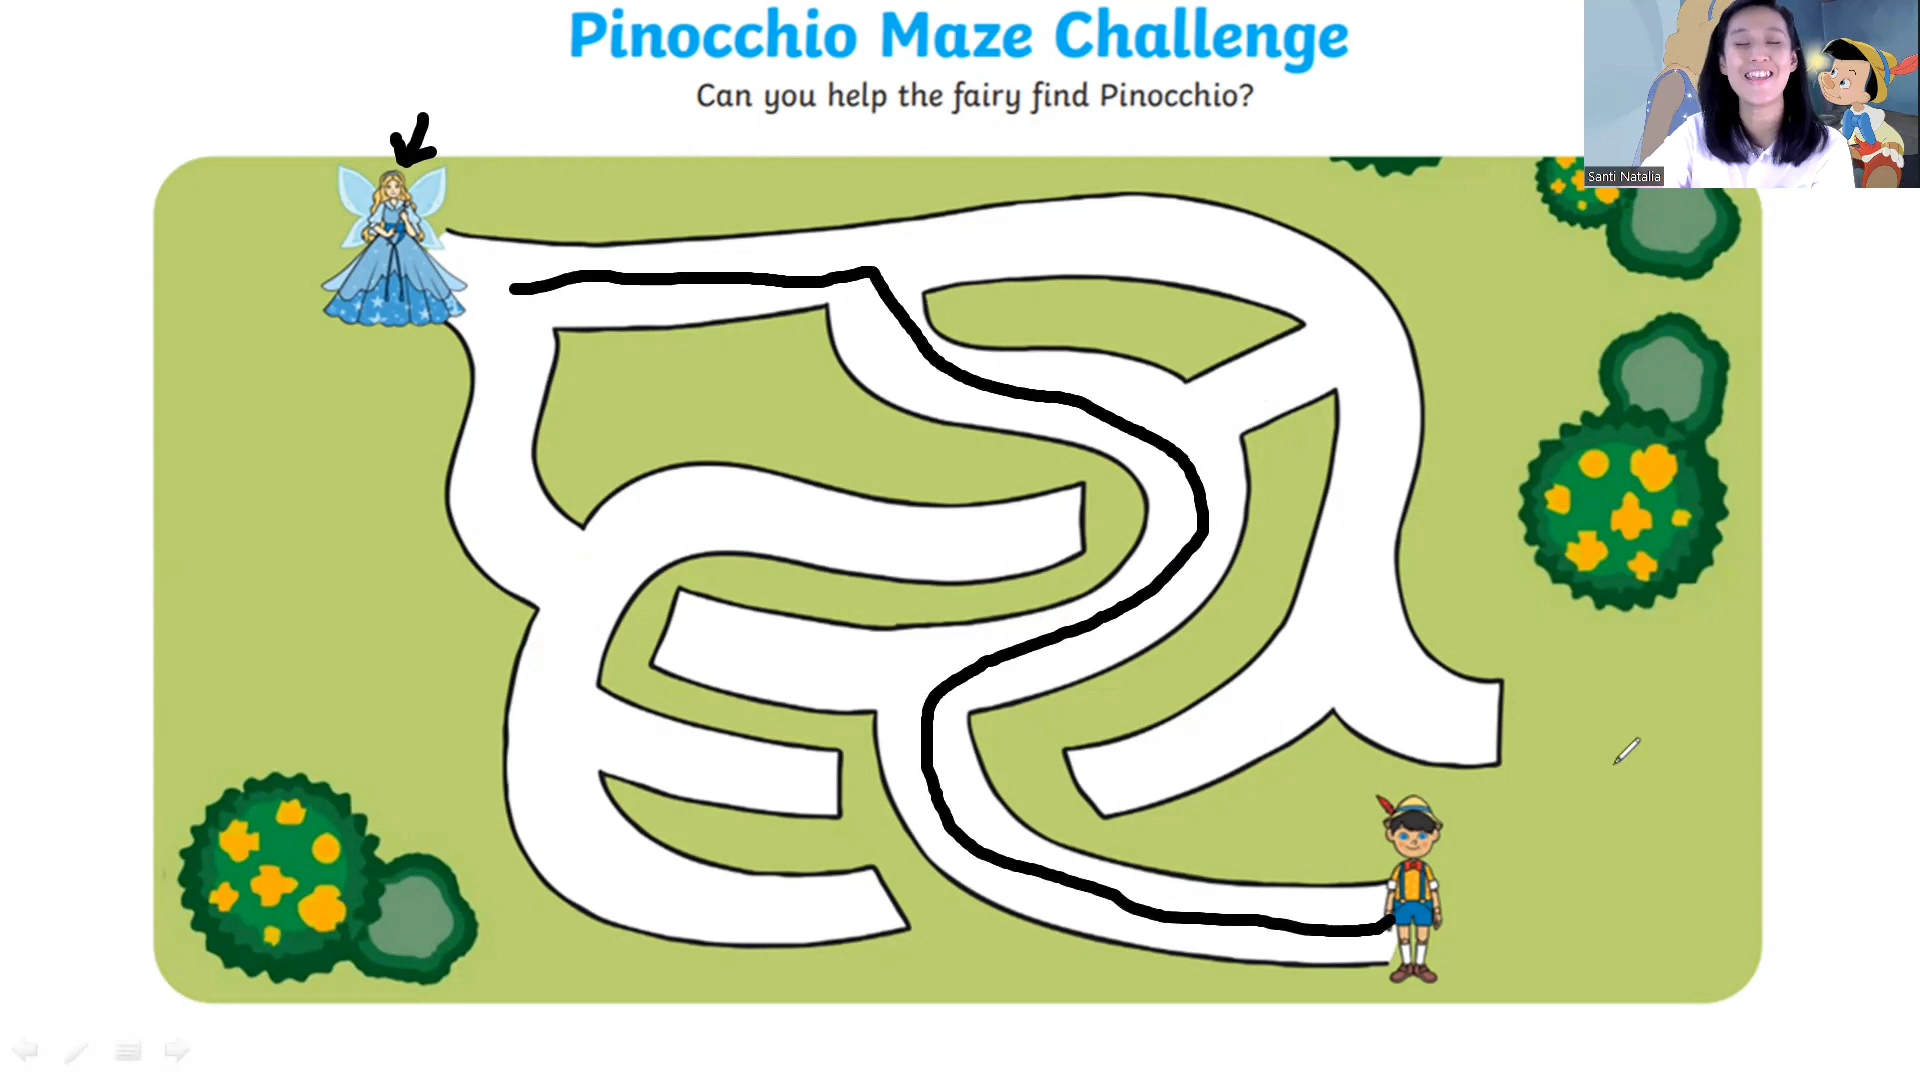 Pinocchio Maze Challenge
Can you help the fairy find Pinocchio?
Santi Natalia